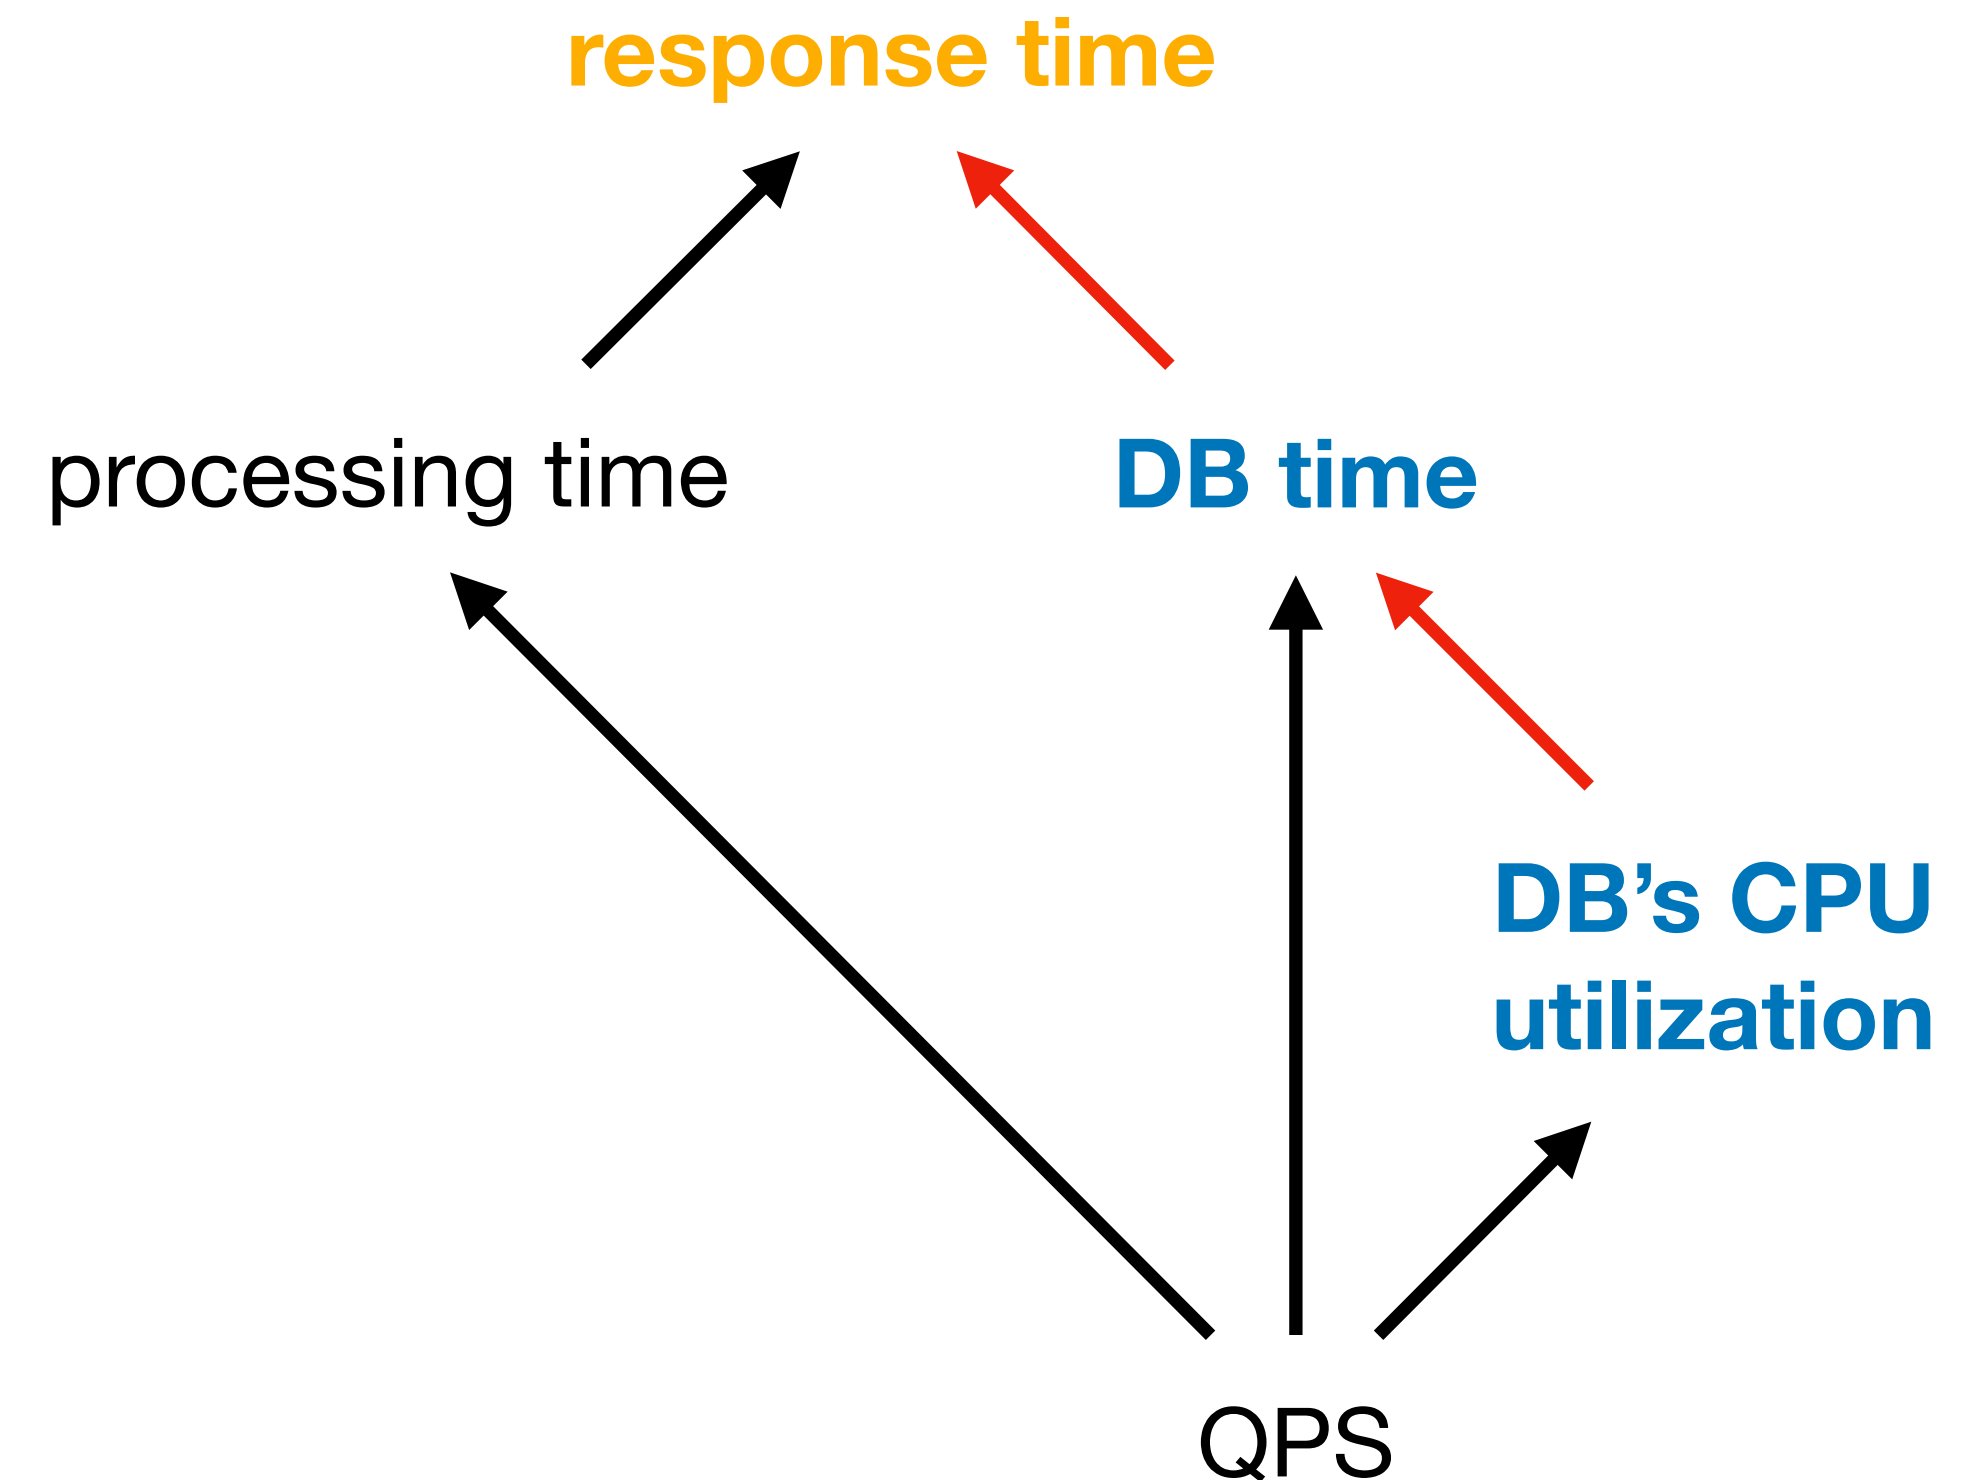 response time
processing time
DB time
DB’s CPU
utilization
QPS